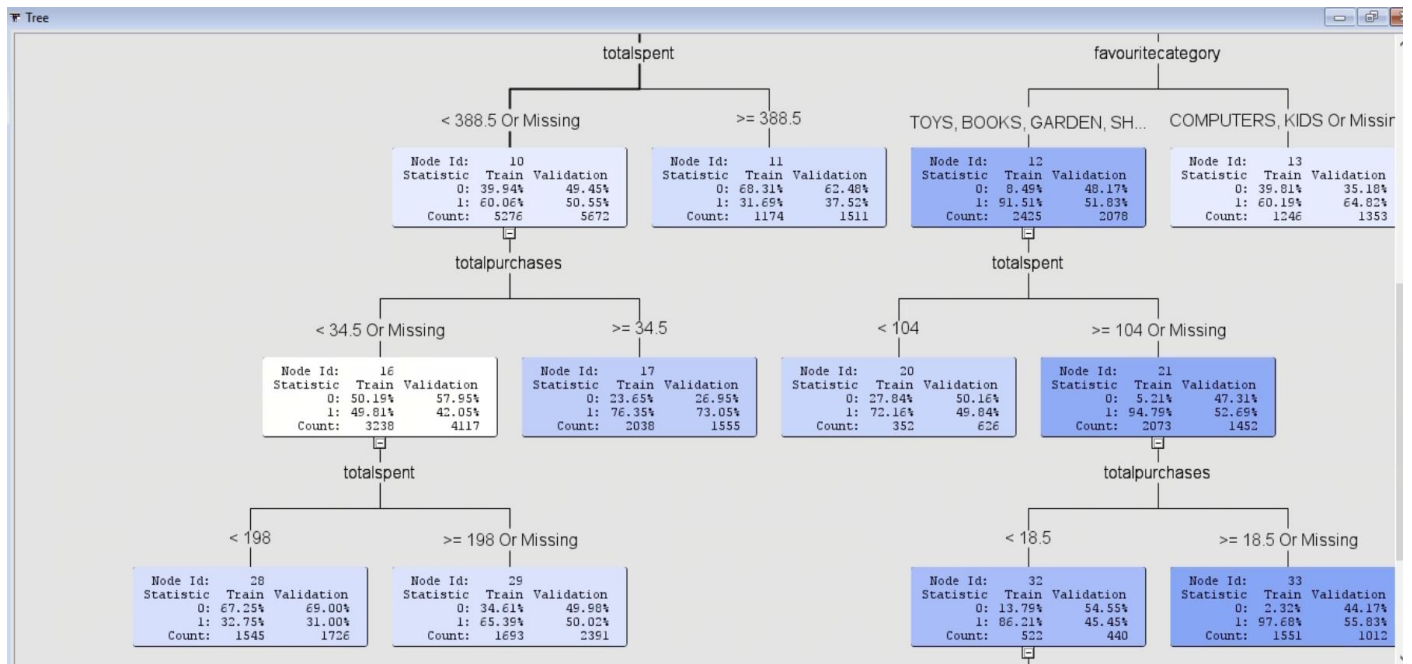 Tree
totalspent
favouritecategory
< 388.5 Or Missing
>= 388.5
TOYS, BOOKS, GARDEN, SH...
COMPUTERS, KIDS Or Missin
Node Id: 10
Statistic Train Validation
0: 39.94% 49.45%
1: 60.06% 50.55%
Count: 5276 5672
Node Id: 11
Statistic Train Validation
0: 68.31% 62.48%
1: 31.69% 37.52%
Count: 1174 1511
Node Id: 12
Statistic Train Validation
0: 8.49% 48.17%
1: 91.51% 51.83%
Count: 2425 2078
Node Id: 13
Statistic Train Validation
0: 39.81% 35.18%
1: 60.19% 64.82%
Count: 1246 1353
totalpurchases
totalspent
< 34.5 Or Missing
>= 34.5
< 104
>= 104 Or Missing
Node Id: 16
Statistic Train Validation
0: 50.19% 57.95%
1: 49.81% 42.05%
Count: 3238 4117
Node Id: 17
Statistic Train Validation
0: 23.65% 26.95%
1: 76.35% 73.05%
Count: 2038 1555
Node Id: 20
Statistic Train Validation
0: 27.84% 50.16%
1: 72.16% 49.84%
Count: 352 626
Node Id: 21
Statistic Train Validation
0: 5.21% 47.31%
1: 94.79% 52.69%
Count: 2073 1452
totalspent
totalpurchases
< 198
>= 198 Or Missing
< 18.5
>= 18.5 Or Missing
Node Id: 28
Statistic Train Validation
0: 67.25% 69.00%
1: 32.75% 31.00%
Count: 1545 1726
Node Id: 29
Statistic Train Validation
0: 34.61% 49.98%
1: 65.39% 50.02%
Count: 1693 2391
Node Id: 32
Statistic Train Validation
0: 13.79% 54.55%
1: 86.21% 45.45%
Count: 522 440
Node Id: 33
Statistic Train Validation
0: 2.32% 44.17%
1: 97.68% 55.83%
Count: 1551 1012